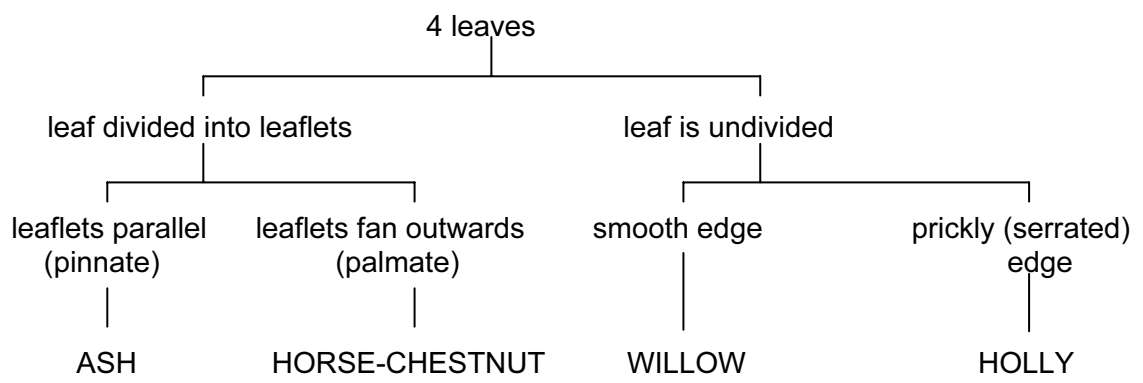 4 leaves
leaf divided into leaflets
leaf is undivided
leaflets parallel
(pinnate)
leaflets fan outwards
(palmate)
smooth edge
prickly (serrated)
edge
ASH
HORSE-CHESTNUT
WILLOW
HOLLY